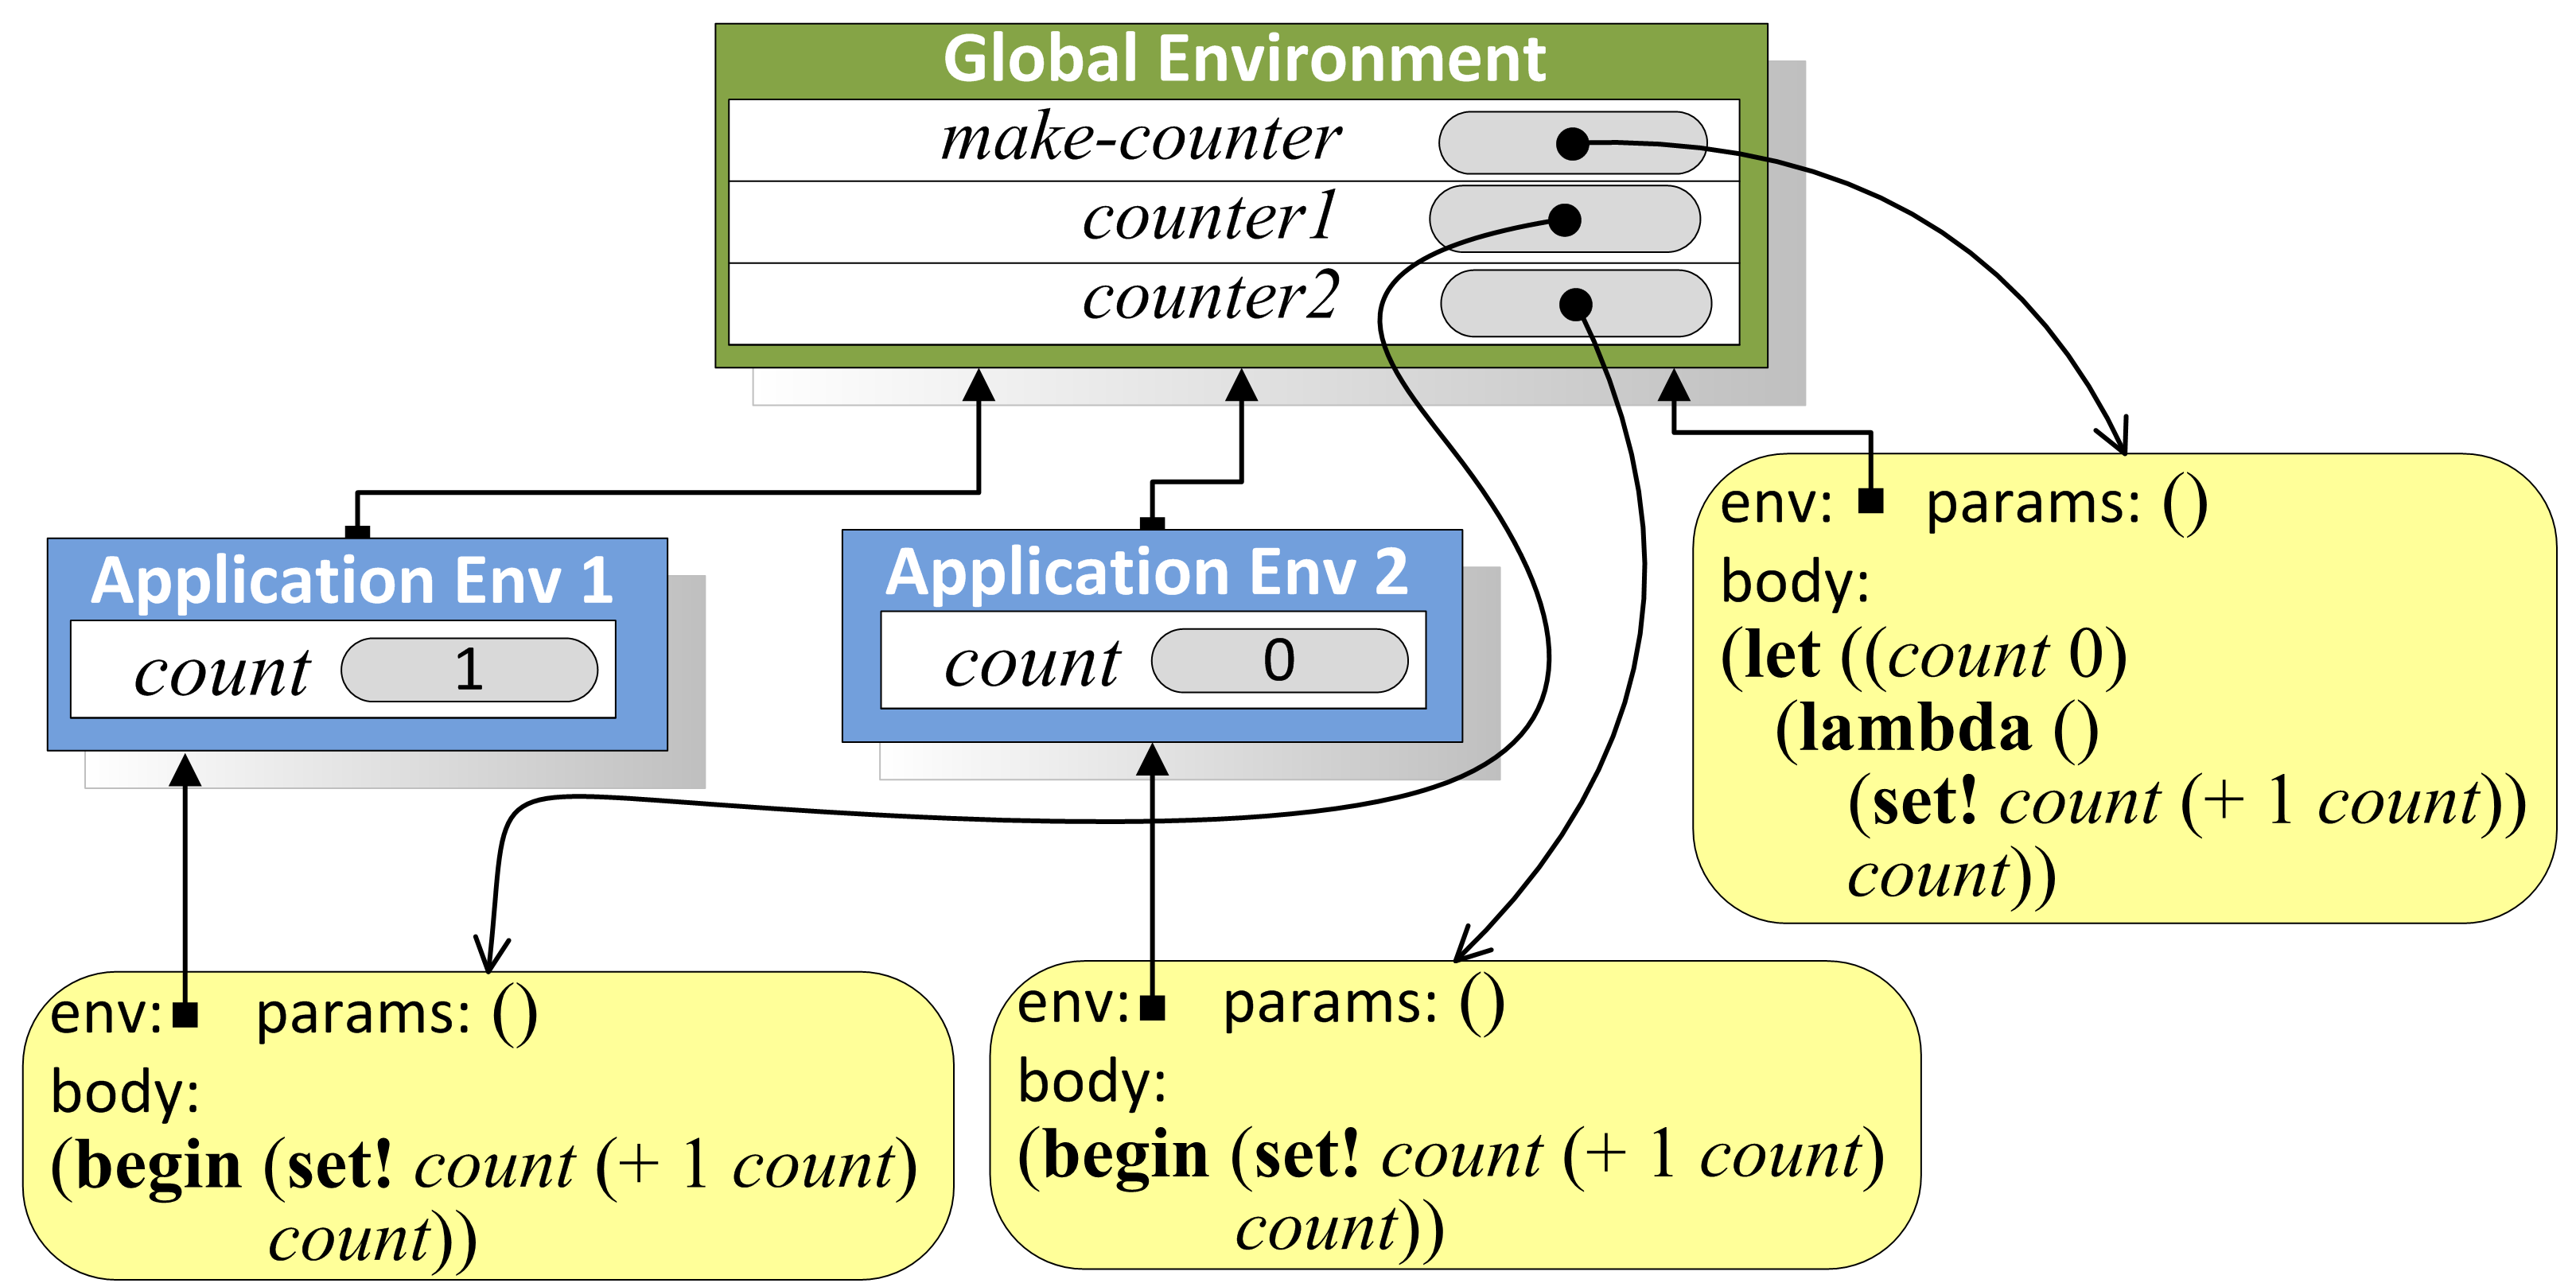 Global Environment
make-counter
counter1
counter2
Application Env 1
count 1
Application Env 2
count 0
env: params: ()
body:
(let ((count 0)
(lambda ()
(set! count (+ 1 count))
count))
env: params: ()
body:
(begin (set! count (+ 1 count)
count))
env: params: ()
body:
(begin (set! count (+ 1 count)
count))